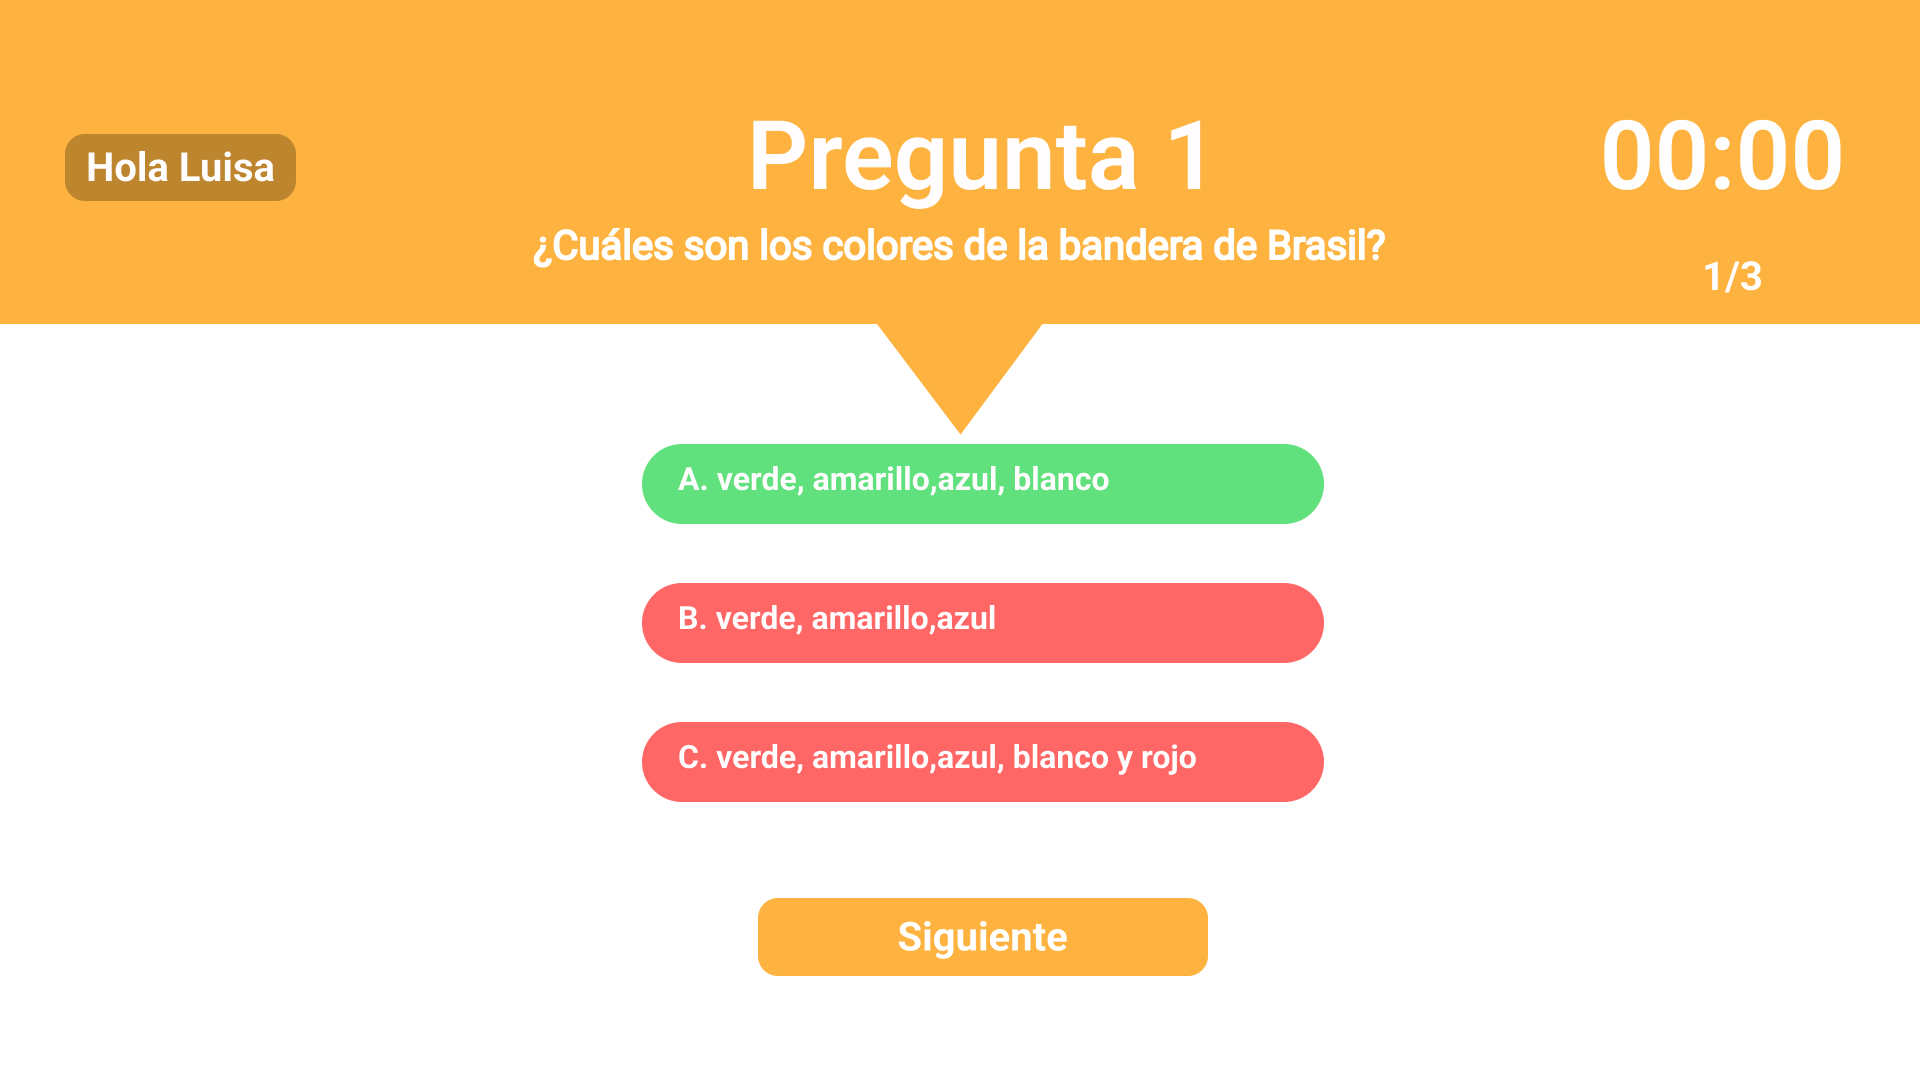 Hola Luisa
Pregunta 1
00:00
¿Cuáles son los colores de la bandera de Brasil?
1/3
A. verde, amarillo,azul, blanco
B. verde, amarillo,azul
C. verde, amarillo,azul, blanco y rojo
Siguiente